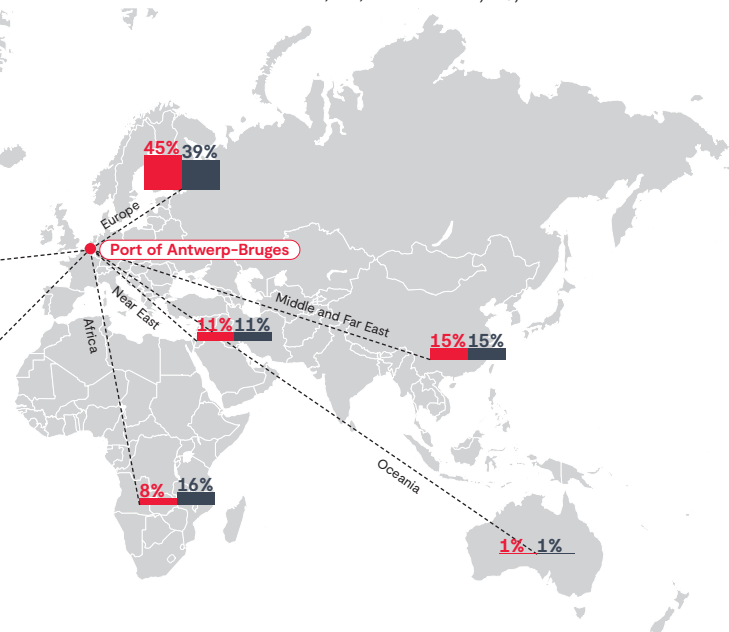 45% 39%
Europe
Port of Antwerp-Bruges
Near East
Middle and Far East
Africa
11% 11%
15% 15%
Oceania
8% 16%
1% 1%